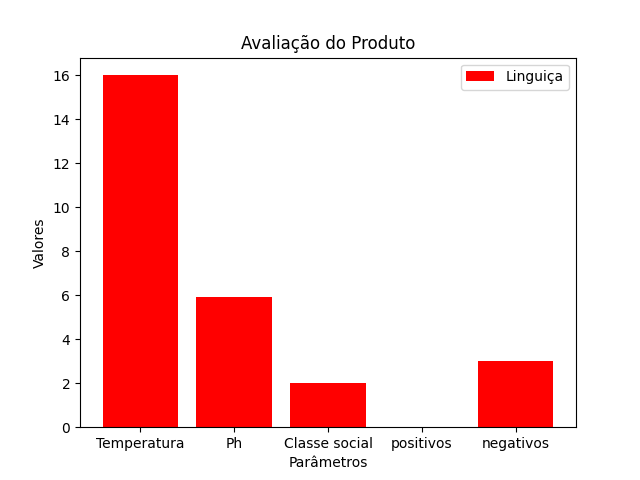 Avaliação do Produto
Linguiça
16
14
12
10
8
6
4
2
0
Valores
Temperatura Ph Classe social positivos negativos
Parâmetros